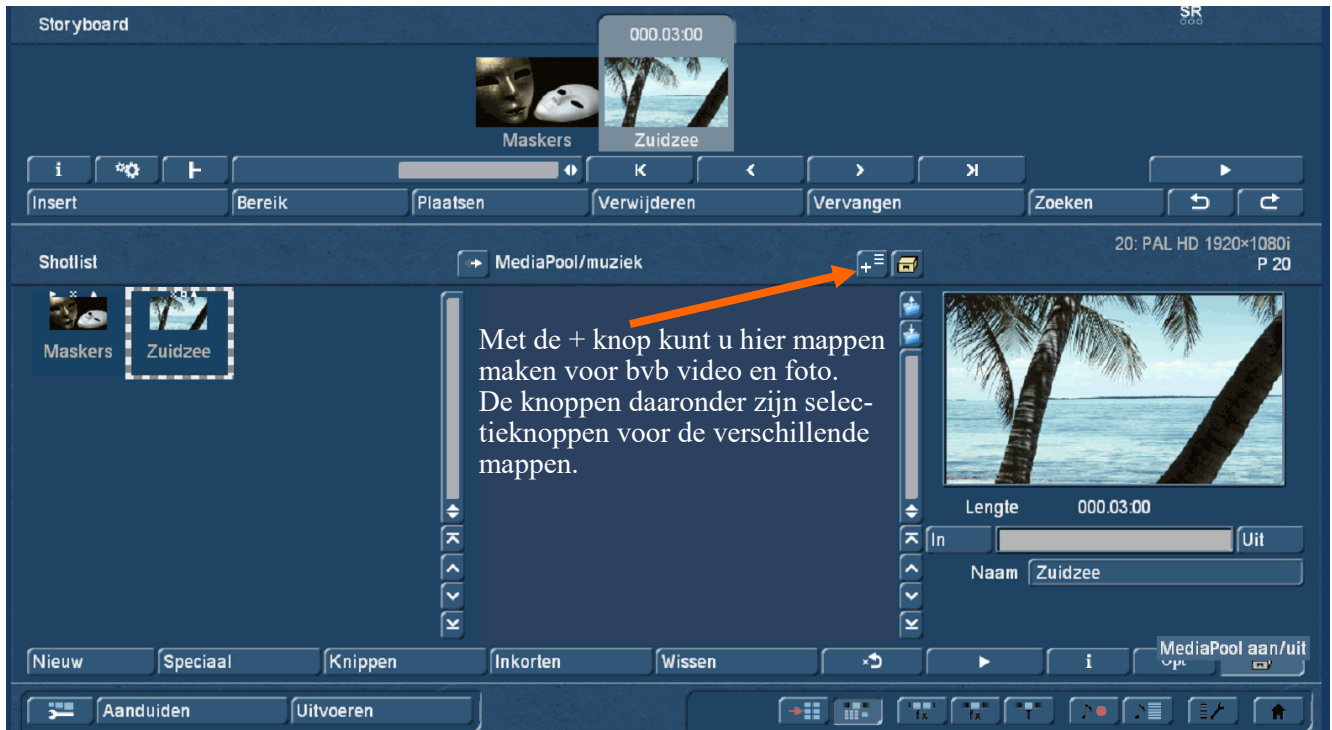 Storyboard
SR
000.03:00
Maskers
Zuidzee
i
Insert
Bereik
Plaatsen
Verwijderen
Vervangen
Zoeken
Shotlist
MediaPool/muziek
20: PAL HD 1920×1080i
P 20
Maskers
Zuidzee
Met de + knop kunt u hier mappen
maken voor bvb video en foto.
De knoppen daaronder zijn selec-
tieknoppen voor de verschillende
mappen.
Lengte
000.03:00
In
Uit
Naam
Zuidzee
Nieuw
Speciaal
Knippen
Inkorten
Wissen
i
MediaPool aan/uit
Aanduiden
Uitvoeren
fx
fx
T